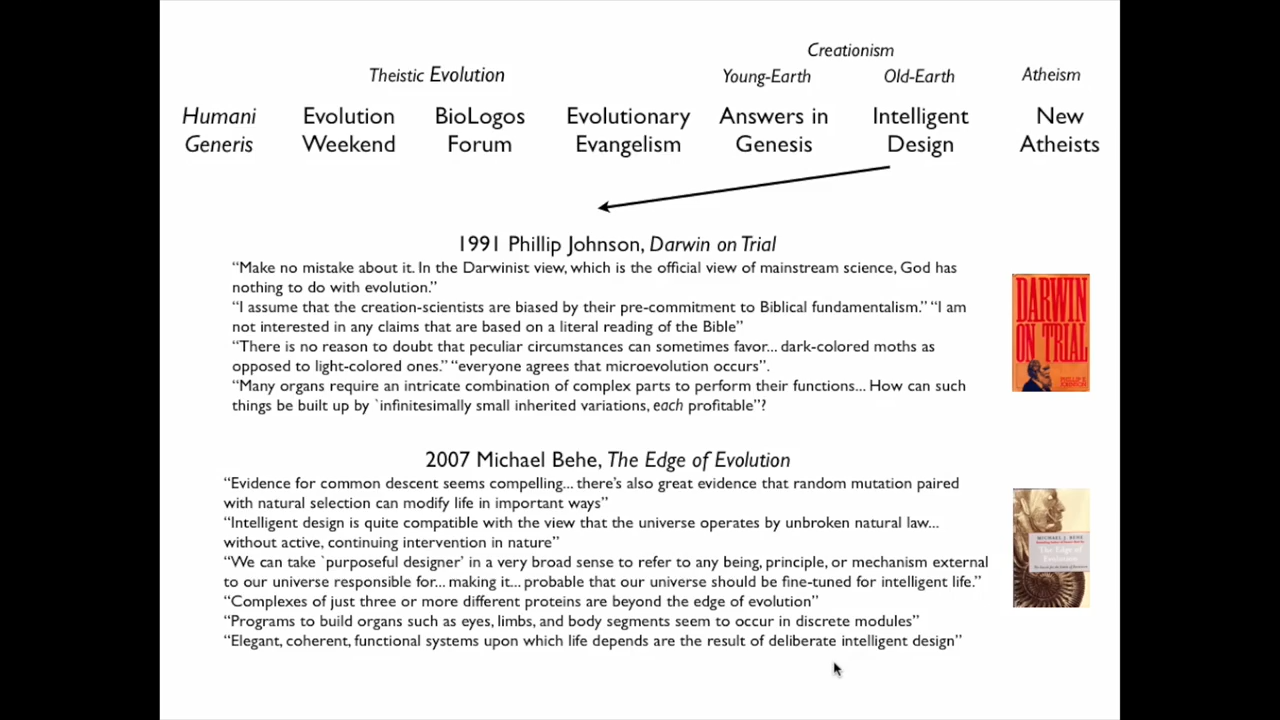 Creationism
Theistic Evolution
Young-Earth
Old-Earth
Atheism
Humani
Generis
Evolution
Weekend
BioLogos
Forum
Evolutionary
Evangelism
Answers in
Genesis
Intelligent
Design
New
Atheists
1991 Phillip Johnson, Darwin on Trial
“Make no mistake about it. In the Darwinist view, which is the official view of mainstream science, God has
nothing to do with evolution.”
“I assume that the creation-scientists are biased by their pre-commitment to Biblical fundamentalism.” “I am
not interested in any claims that are based on a literal reading of the Bible”
“There is no reason to doubt that peculiar circumstances can sometimes favor... dark-colored moths as
opposed to light-colored ones.” “everyone agrees that microevolution occurs”.
“Many organs require an intricate combination of complex parts to perform their functions... How can such
things be built up by `infinitesimally small inherited variations, each profitable”?
DARWIN
ON TRIAL
2007 Michael Behe, The Edge of Evolution
“Evidence for common descent seems compelling... there’s also great evidence that random mutation paired
with natural selection can modify life in important ways”
“Intelligent design is quite compatible with the view that the universe operates by unbroken natural law...
without active, continuing intervention in nature”
“We can take `purposeful designer’ in a very broad sense to refer to any being, principle, or mechanism external
to our universe responsible for... making it... probable that our universe should be fine-tuned for intelligent life.”
“Complexes of just three or more different proteins are beyond the edge of evolution”
“Programs to build organs such as eyes, limbs, and body segments seem to occur in discrete modules”
“Elegant, coherent, functional systems upon which life depends are the result of deliberate intelligent design”
MICHAEL J. BEHE
The Edge of
Evolution